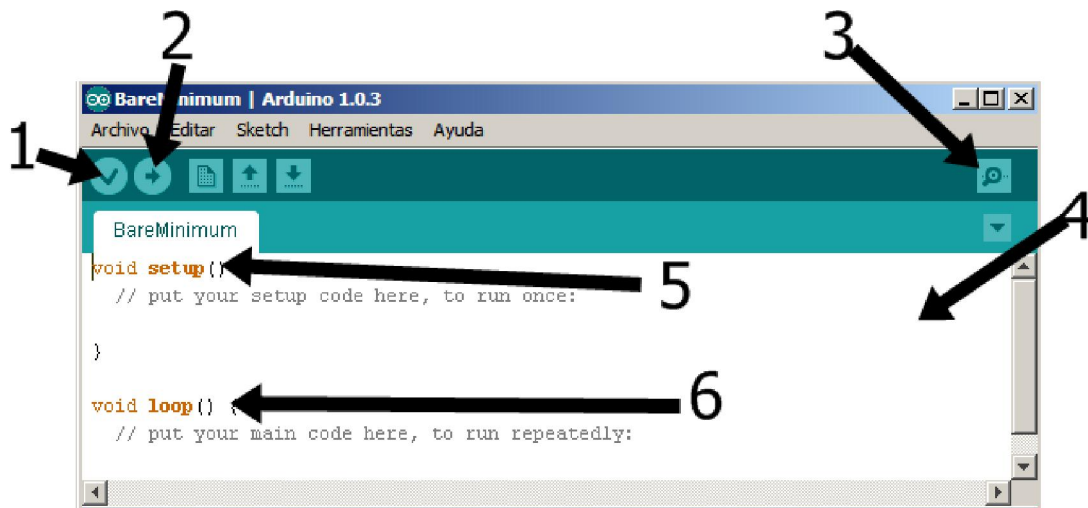 2
3
BareMinimum | Arduino 1.0.3
1
Archivo Editar Sketch Herramientas Ayuda
4
BareMinimum
void setup()
5
// put your setup code here, to run once:
}
void loop() {
6
// put your main code here, to run repeatedly: